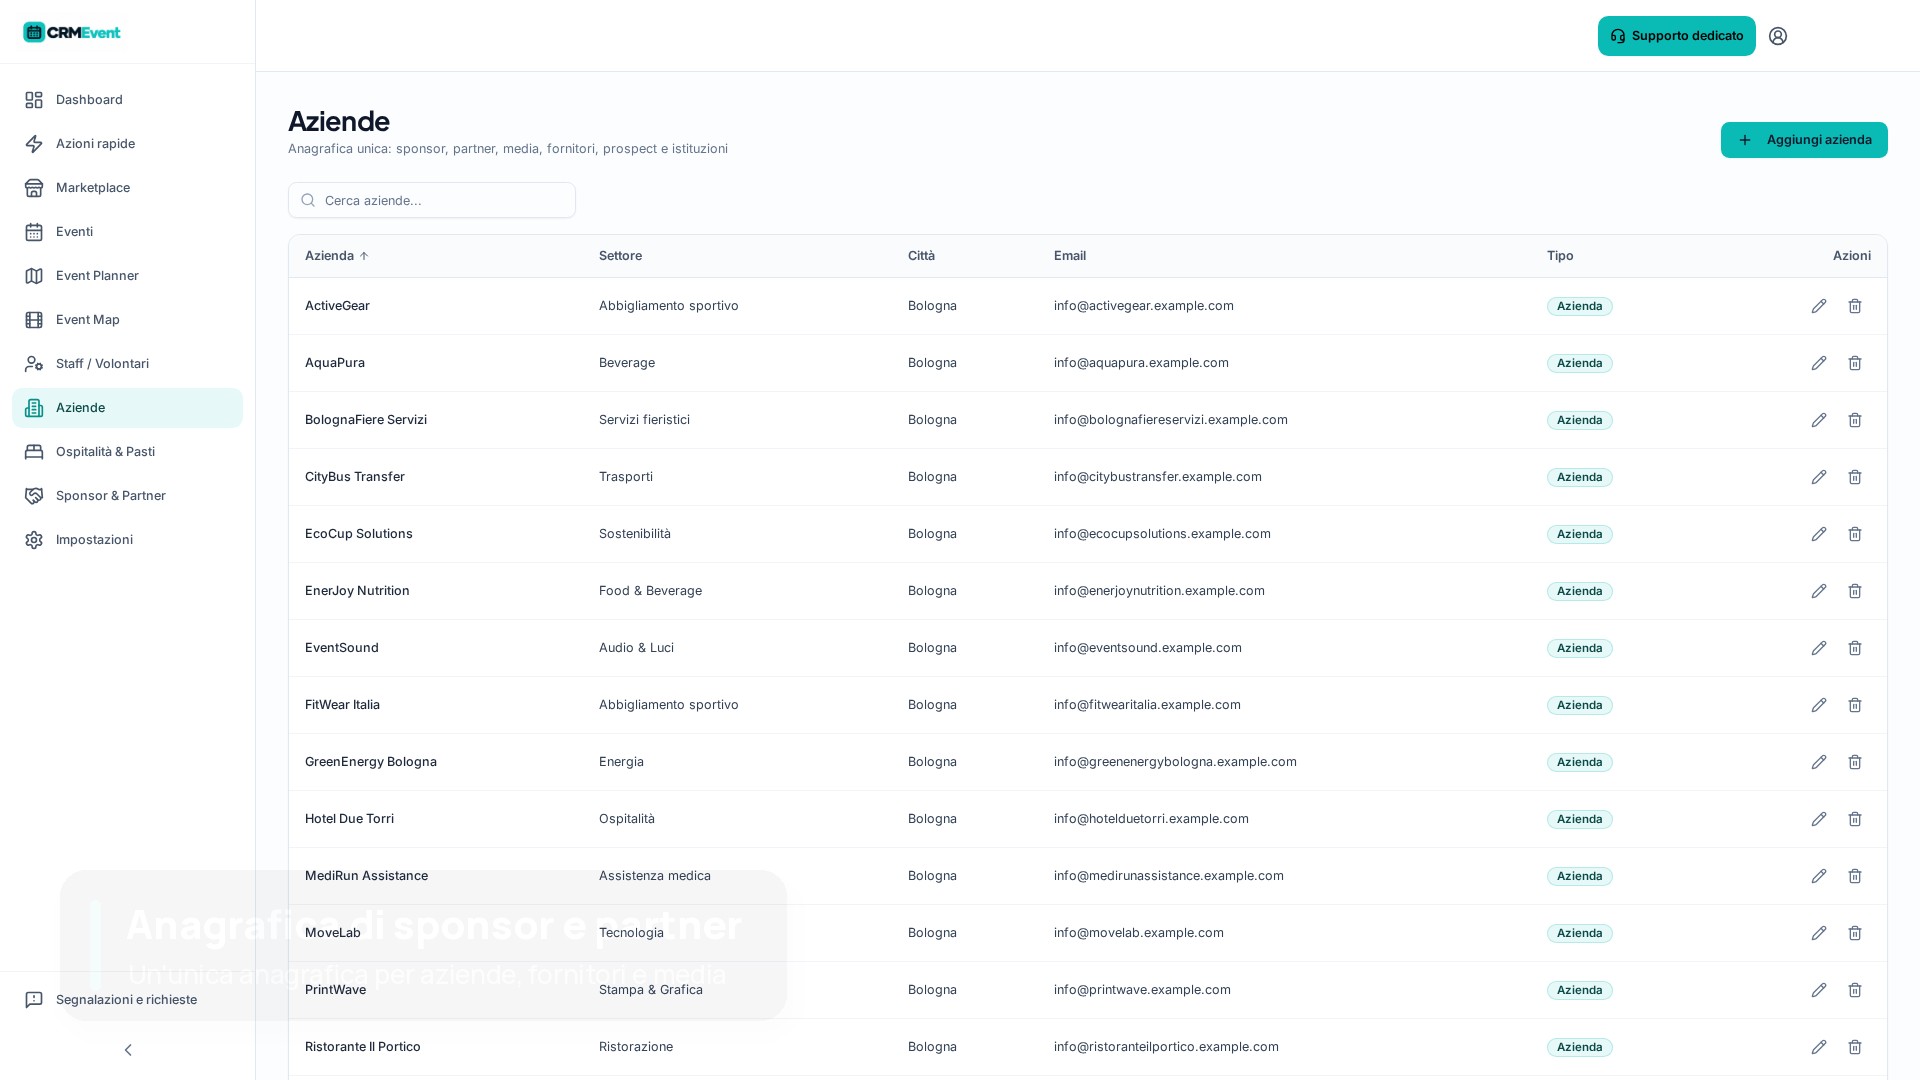 CRMEvent
Supporto dedicato
Dashboard
Azioni rapide
Marketplace
Eventi
Event Planner
Event Map
Staff / Volontari
Aziende
Ospitalità & Pasti
Sponsor & Partner
Impostazioni
Segnalazioni e richieste
Aziende
Anagrafica unica: sponsor, partner, media, fornitori, prospect e istituzioni
Aggiungi azienda
Cerca aziende...
Azienda Settore Città Email Tipo Azioni
ActiveGear Abbigliamento sportivo Bologna info@activegear.example.com Azienda
AquaPura Beverage Bologna info@aquapura.example.com Azienda
BolognaFiere Servizi Servizi fieristici Bologna info@bolognafiereservizi.example.com Azienda
CityBus Transfer Trasporti Bologna info@citybustransfer.example.com Azienda
EcoCup Solutions Sostenibilità Bologna info@ecocupsolutions.example.com Azienda
EnerJoy Nutrition Food & Beverage Bologna info@enerjoynutrition.example.com Azienda
EventSound Audio & Luci Bologna info@eventsound.example.com Azienda
FitWear Italia Abbigliamento sportivo Bologna info@fitwearitalia.example.com Azienda
GreenEnergy Bologna Energia Bologna info@greenenergybologna.example.com Azienda
Hotel Due Torri Ospitalità Bologna info@hotelduetorri.example.com Azienda
MediRun Assistance Assistenza medica Bologna info@medirunassistance.example.com Azienda
MoveLab Tecnologia Bologna info@movelab.example.com Azienda
PrintWave Stampa & Grafica Bologna info@printwave.example.com Azienda
Ristorante Il Portico Ristorazione Bologna info@ristoranteilportico.example.com Azienda
Anagrafica di sponsor e partner
Un'unica anagrafica per aziende, fornitori e media